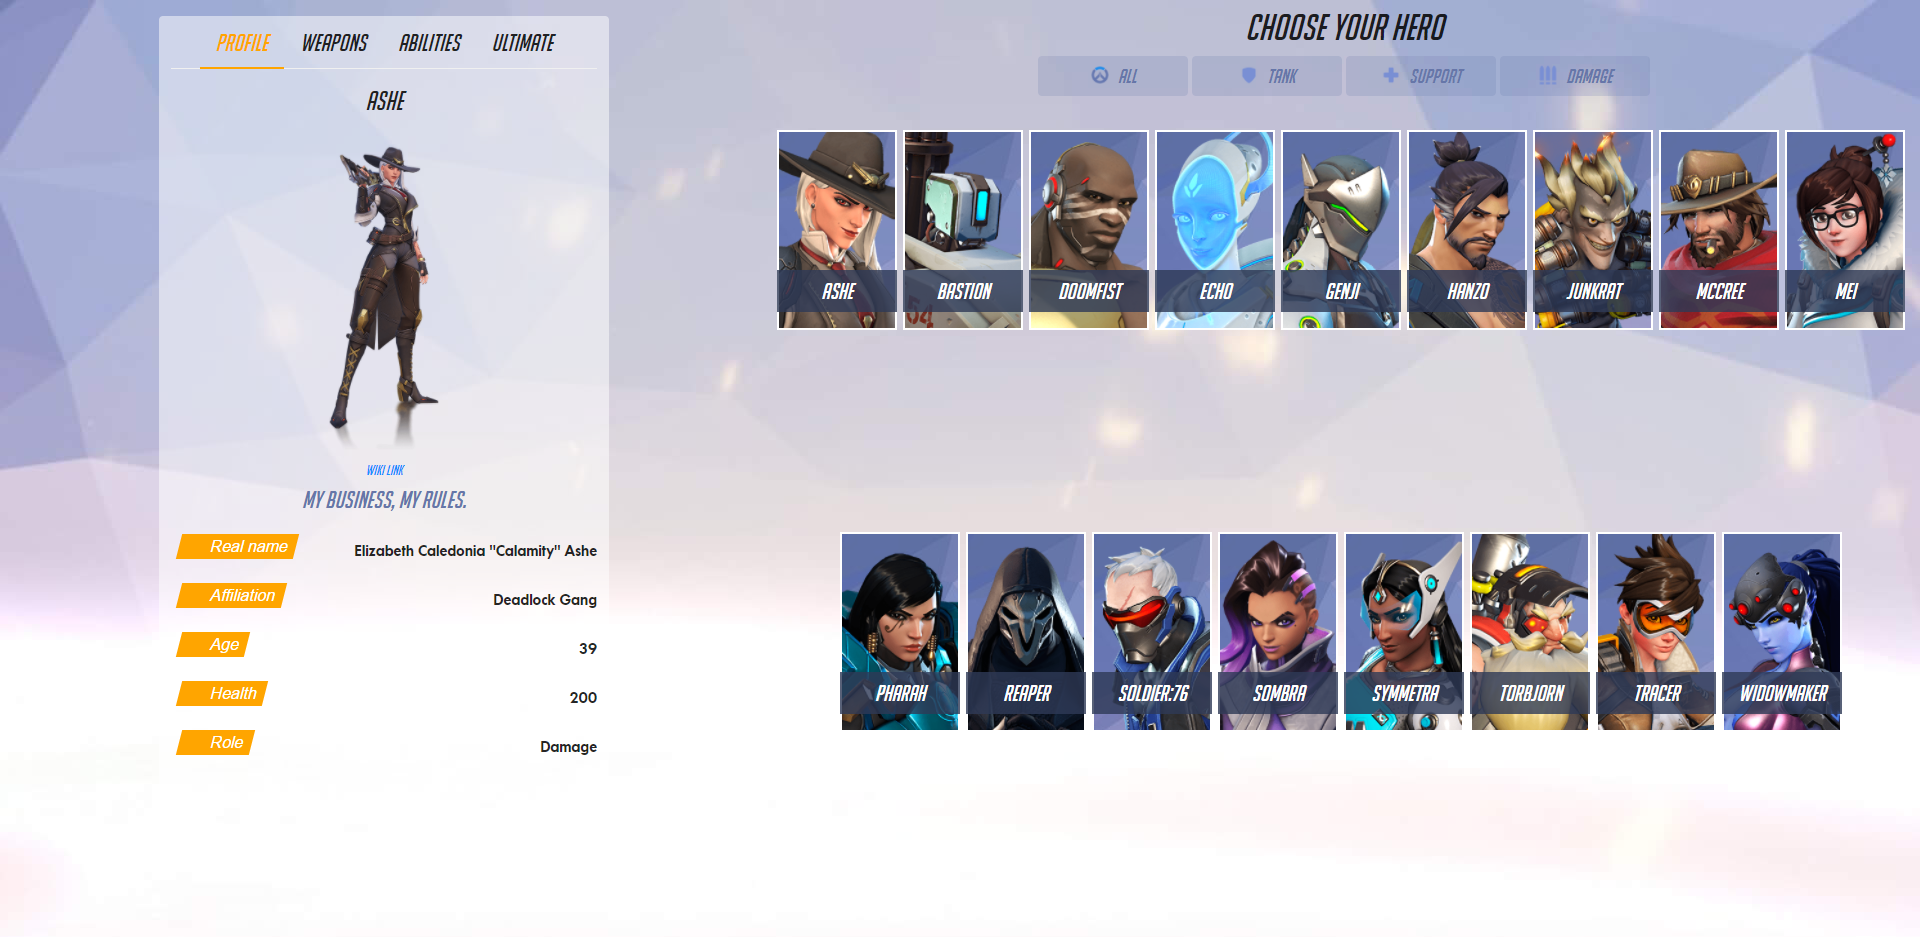 PROFILE WEAPONS ABILITIES ULTIMATE
ASHE
WIKI LINK
MY BUSINESS, MY RULES.
Real name Elizabeth Caledonia "Calamity" Ashe
Affiliation Deadlock Gang
Age 39
Health 200
Role Damage
CHOOSE YOUR HERO
ALL TANK SUPPORT DAMAGE
ASHE BASTION DOOMFIST ECHO GENJI HANZO JUNKRAT MCCREE MEI
04
PHARAH REAPER SOLDIER:76 SOMBRA SYMMETRA TORBJORN TRACER WIDOWMAKER